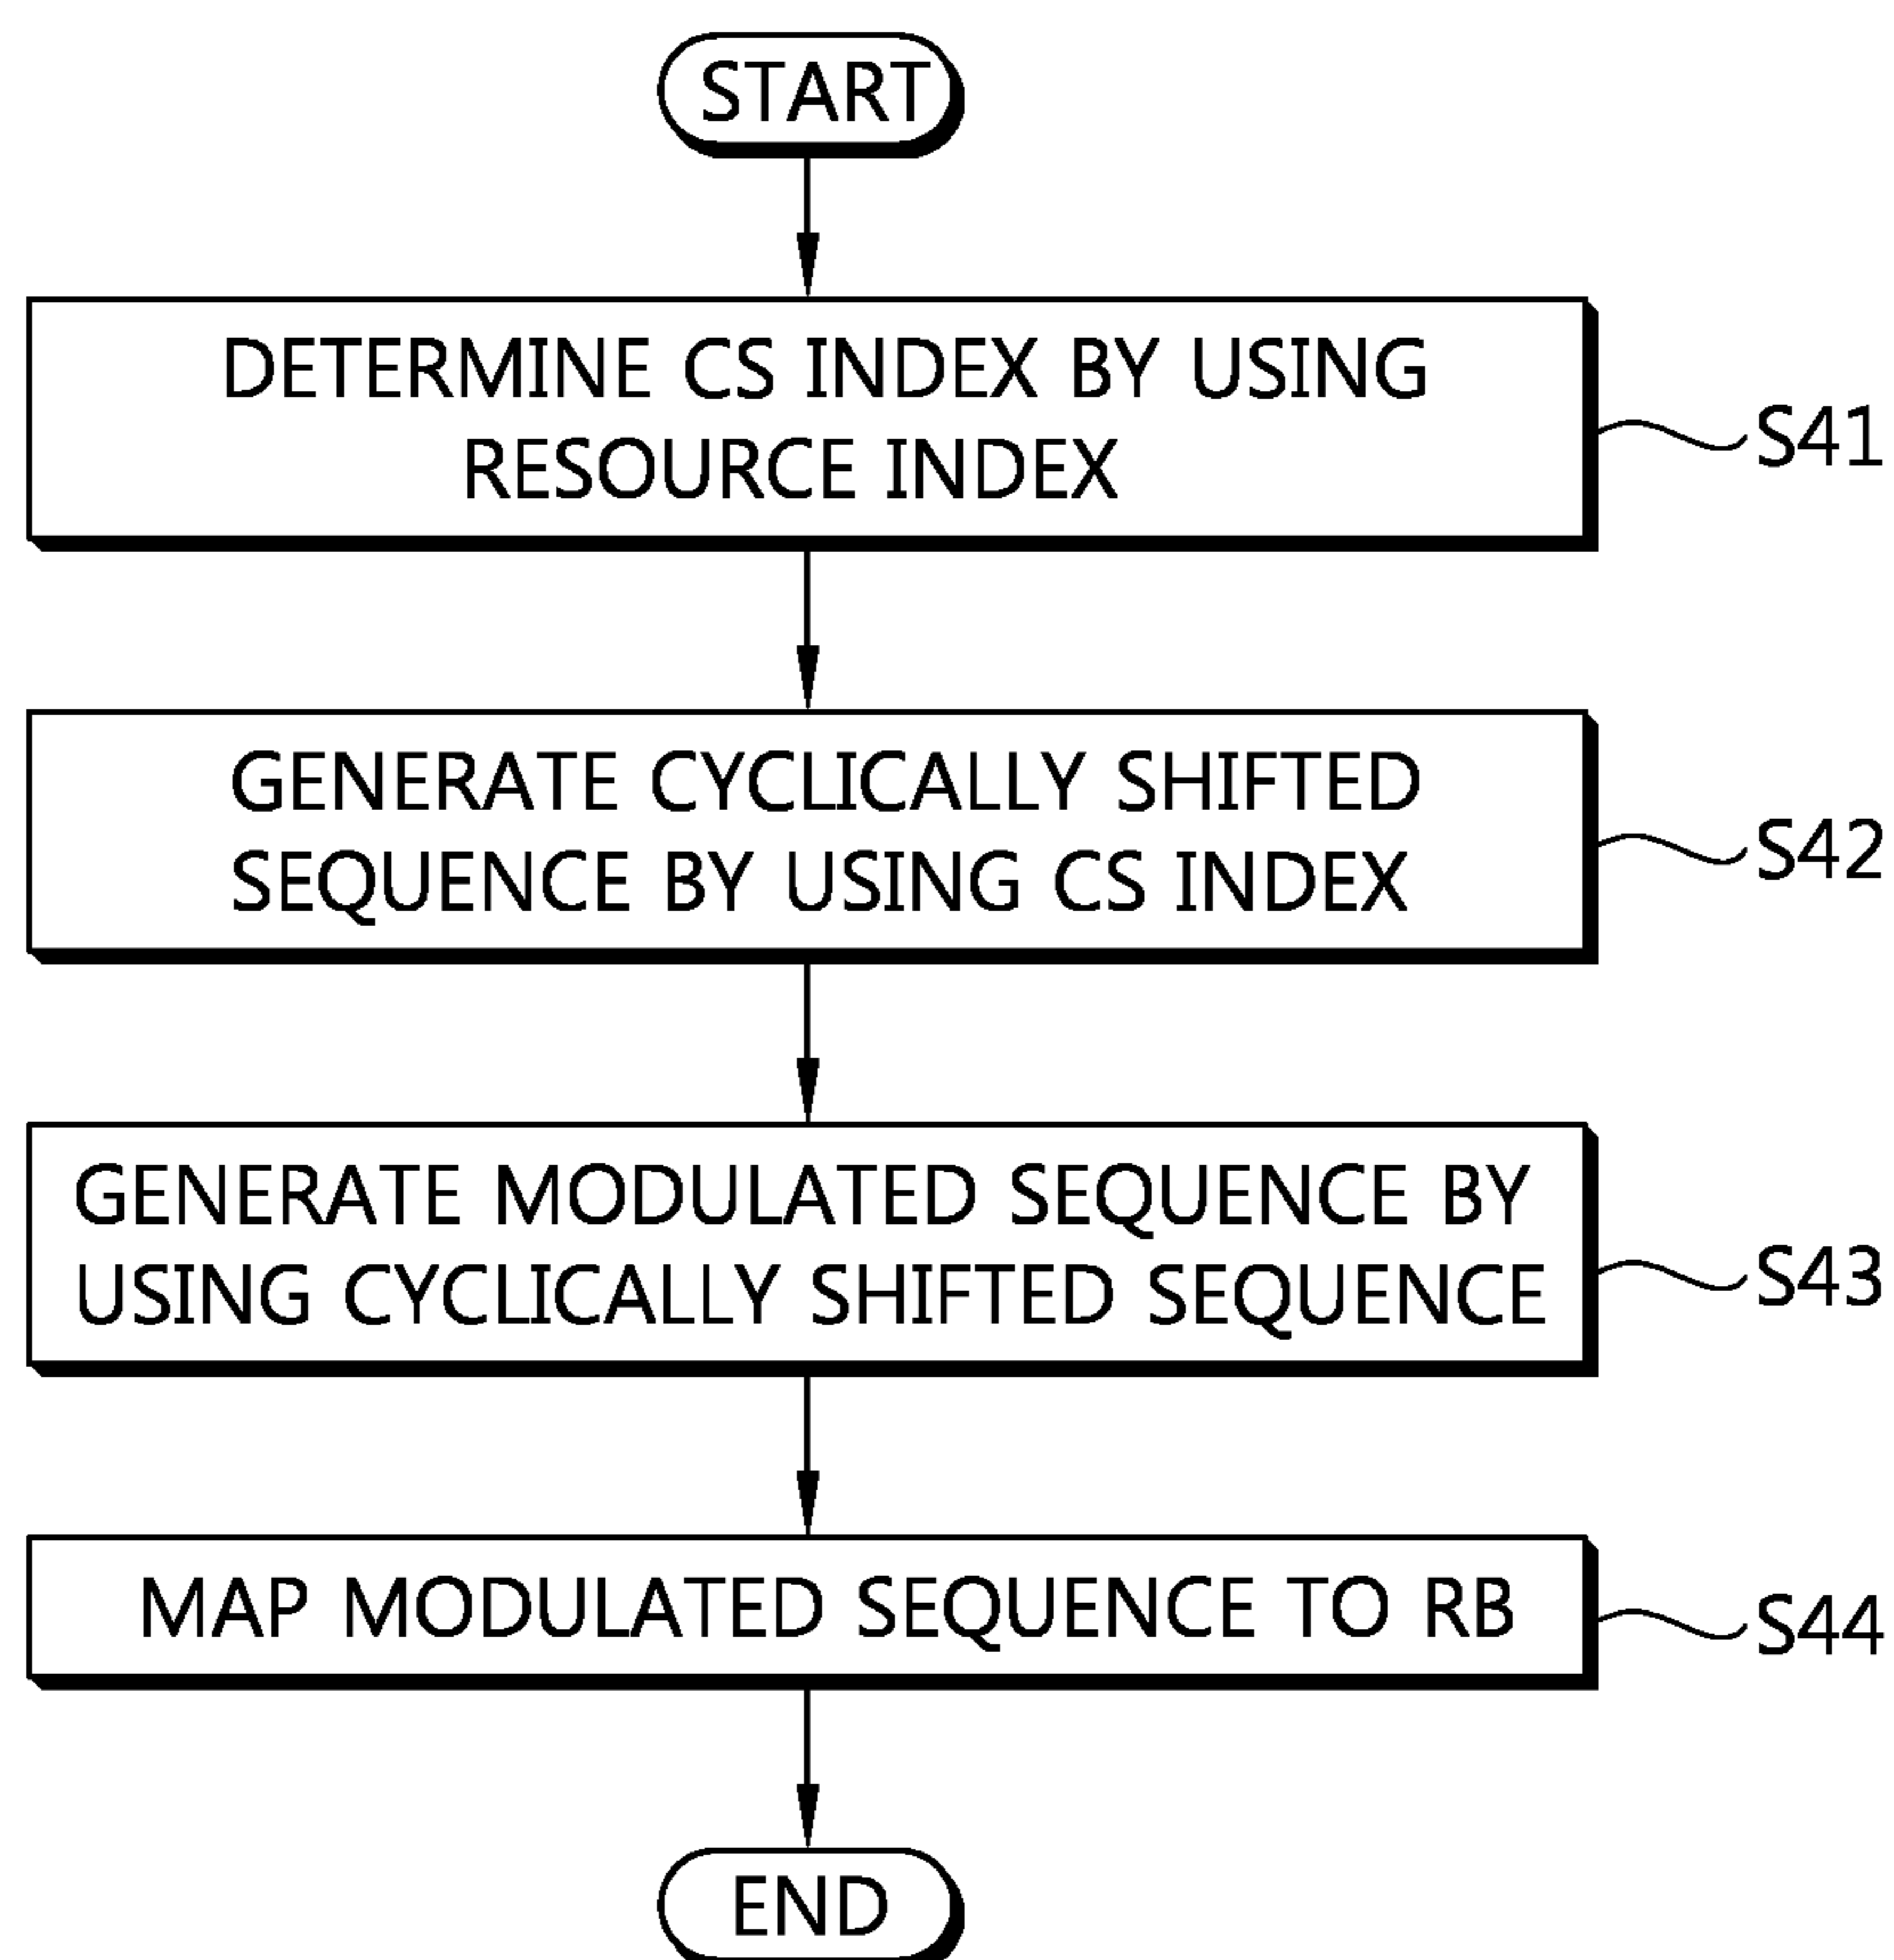 START
DETERMINE CS INDEX BY USING
RESOURCE INDEX
S41
GENERATE CYCLICALLY SHIFTED
SEQUENCE BY USING CS INDEX
S42
GENERATE MODULATED SEQUENCE BY
USING CYCLICALLY SHIFTED SEQUENCE
S43
MAP MODULATED SEQUENCE TO RB
S44
END